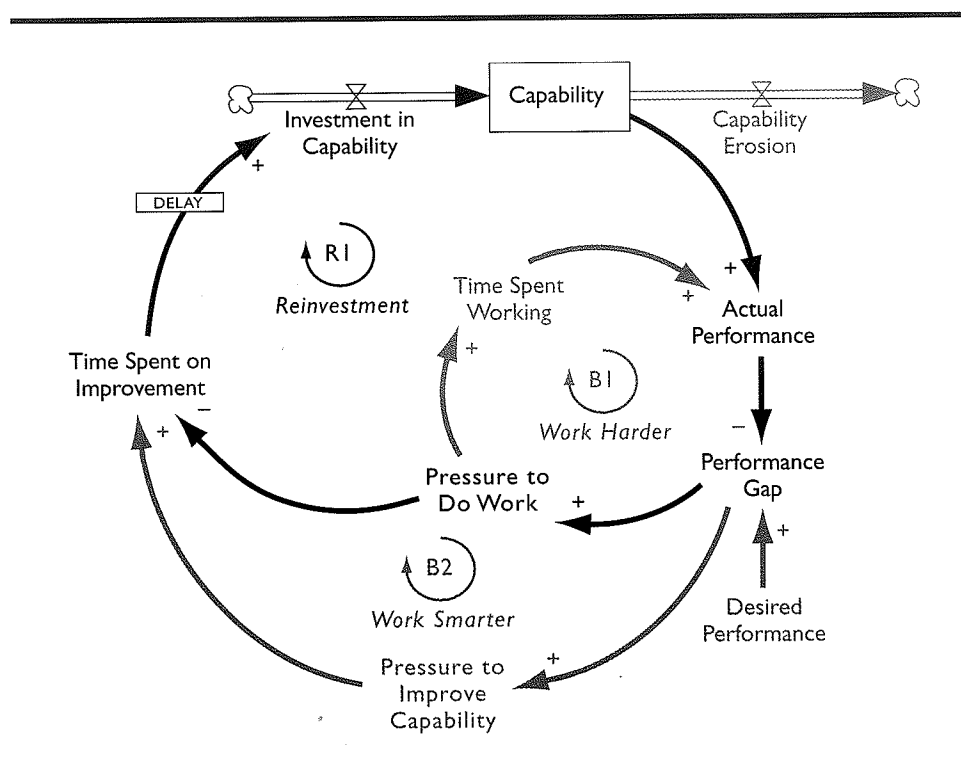 Capability
Investment in
Capability
Capability
Erosion
+
DELAY
R1
Reinvestment
Time Spent
Working
+
+
Actual
Performance
+
Time Spent on
Improvement
B1
Work Harder
−
+
−
Performance
Gap
Pressure to
Do Work
+
+
B2
Work Smarter
Desired
Performance
+
Pressure to
Improve
Capability